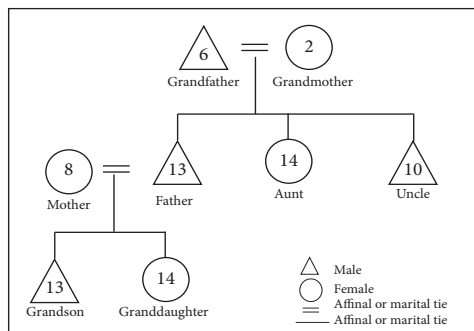 6
2
Grandfather
Grandmother
8
13
14
10
Mother
Father
Aunt
Uncle
13
14
Grandson
Granddaughter
Male
Female
Affinal or marital tie
Affinal or marital tie